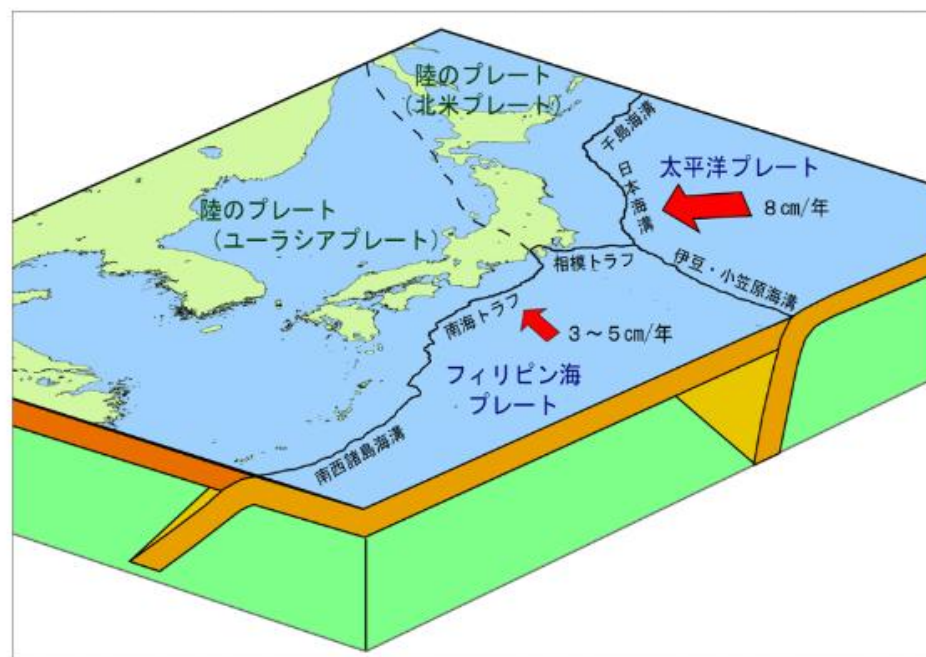 陸のプレート
(北米プレート)
千島海溝
太平洋プレート
日本海溝
8㎝/年
陸のプレート
(ユーラシアプレート)
相模トラフ
伊豆・小笠原海溝
南海トラフ
3~5㎝/年
フィリピン海
プレート
南西諸島海溝